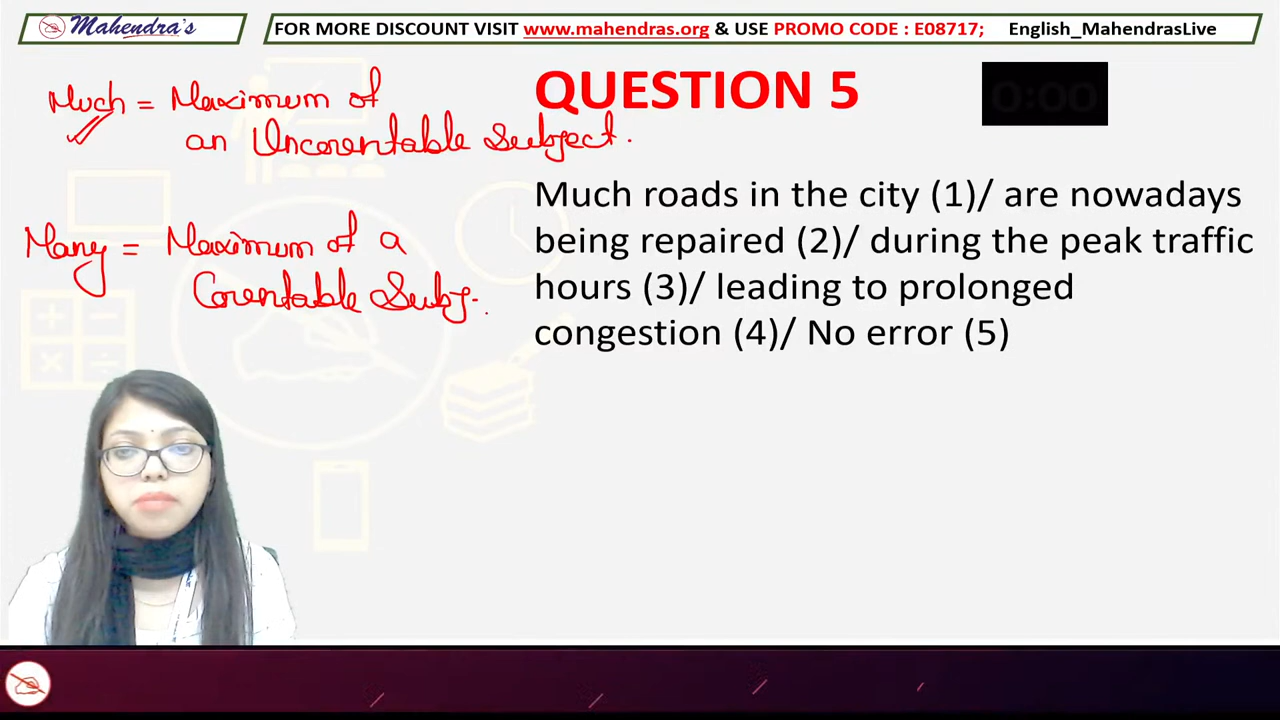 Mahendra's
FOR MORE DISCOUNT VISIT www.mahendras.org & USE PROMO CODE : E08717; English_MahendrasLive
Much = Maximum of
an Uncountable Subject.
Many = Maximum of a
Countable Subj.
QUESTION 5
0:00
Much roads in the city (1)/ are nowadays
being repaired (2)/ during the peak traffic
hours (3)/ leading to prolonged
congestion (4)/ No error (5)